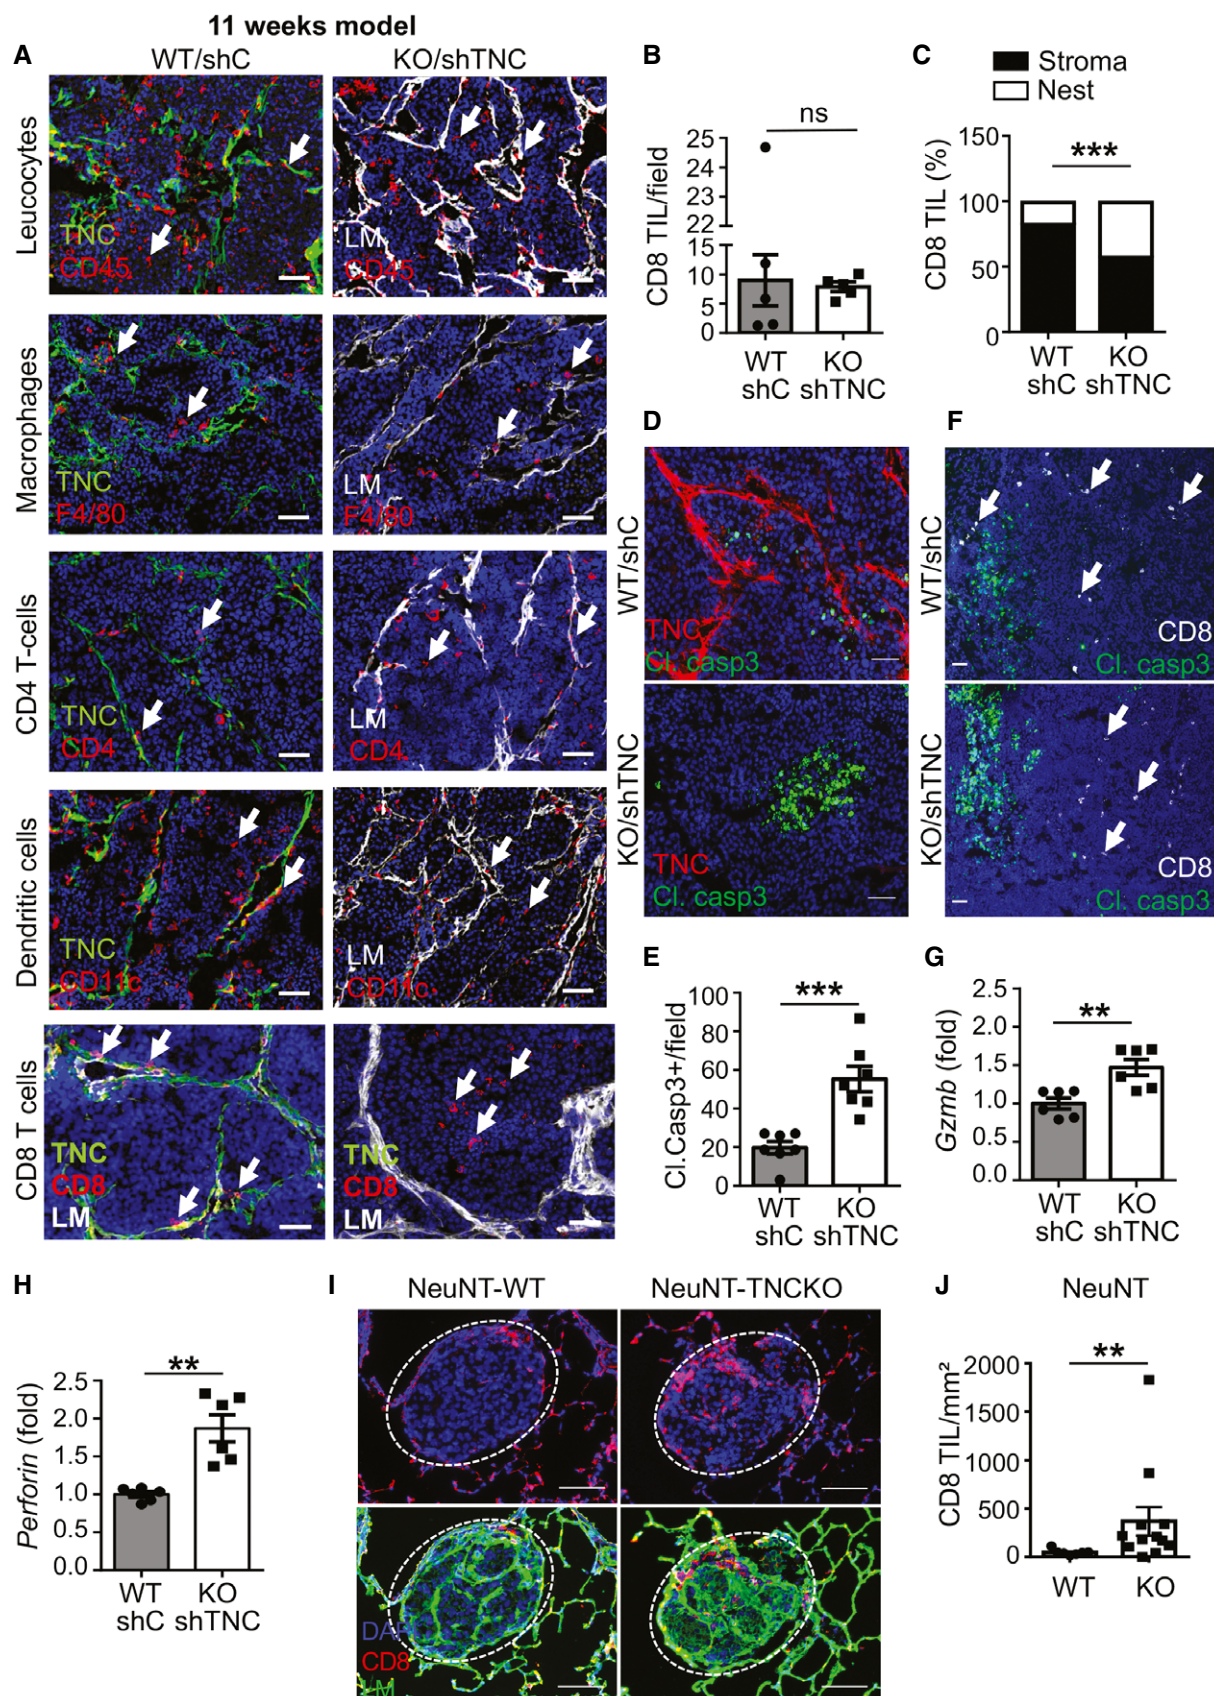 11 weeks model
A
WT/shC
KO/shTNC
Leucocytes
TNC
CD45
LM
CD45
Macrophages
TNC
F4/80
LM
F4/80
CD4 T-cells
TNC
CD4
LM
CD4
Dendritic cells
TNC
CD11c
LM
CD11c
CD8 T cells
TNC
CD8
LM
TNC
CD8
LM
B
ns
CD8 TIL/field
25
24
23
22
15
10
5
0
WT
shC
KO
shTNC
C
Stroma
Nest
***
CD8 TIL (%)
150
100
50
0
WT
shC
KO
shTNC
D
WT/shC
TNC
Cl. casp3
KO/shTNC
TNC
Cl. casp3
F
WT/shC
CD8
Cl. casp3
KO/shTNC
CD8
Cl. casp3
E
***
Cl.Casp3+/field
100
80
60
40
20
0
WT
shC
KO
shTNC
G
**
Gzmb (fold)
2.5
2.0
1.5
1.0
0.5
0.0
WT
shC
KO
shTNC
H
**
Perforin (fold)
2.5
2.0
1.5
1.0
0.5
0.0
WT
shC
KO
shTNC
I
NeuNT-WT
NeuNT-TNCKO
DAPI
CD8
LM
J
NeuNT
**
CD8 TIL/mm²
2000
1500
1000
500
0
WT
KO